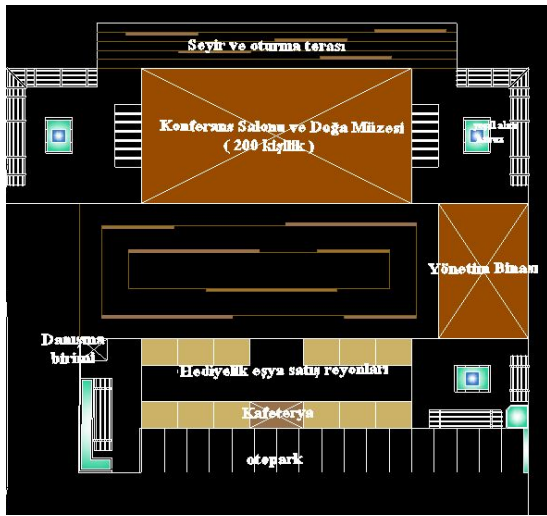 Seyir ve oturma terası
Konferans Salonu ve Doğa Müzesi
( 200 kişilik )
Yönetim Binası
Danışma
birimi
Hediyelik eşya satış reyonları
Kafeterya
otopark